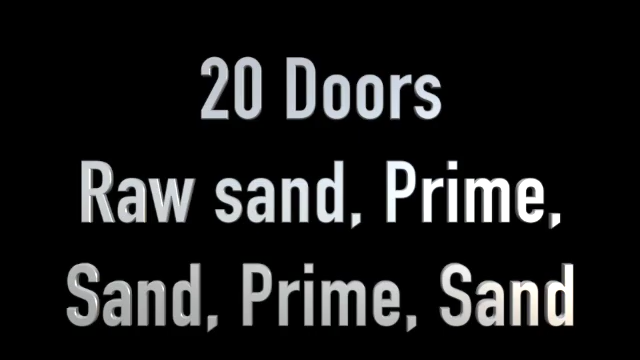 20 Doors
Raw sand, Prime,
Sand, Prime, Sand